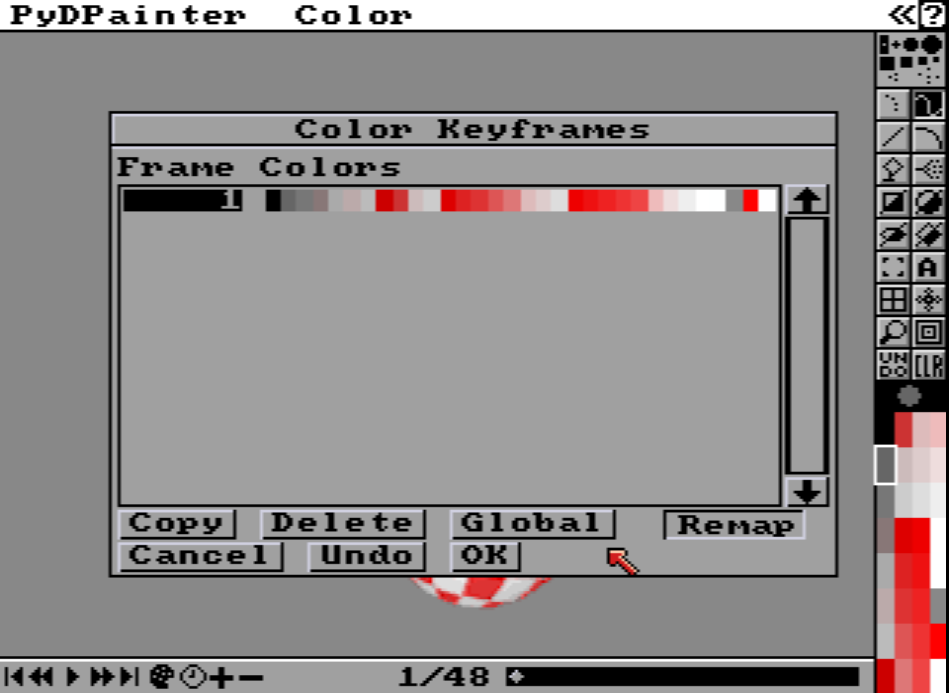 PyDPainter Color
?
Color Keyframes
Frame Colors
1
A
UN
DO CLR
Copy Delete Global Remap
Cancel Undo OK
1/48